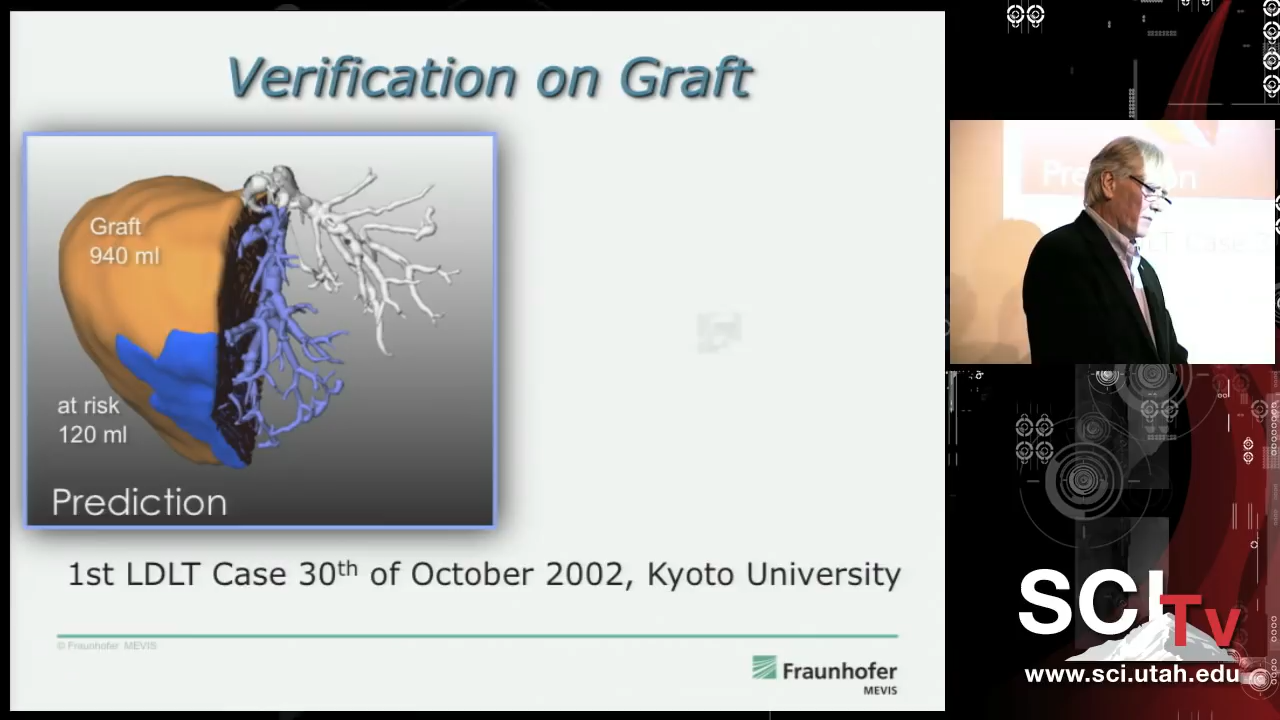 Verification on Graft
Graft
940 ml
at risk
120 ml
Prediction
1st LDLT Case 30th of October 2002, Kyoto University
© Fraunhofer MEVIS
Fraunhofer
MEVIS
SCI
Tv
www.sci.utah.edu